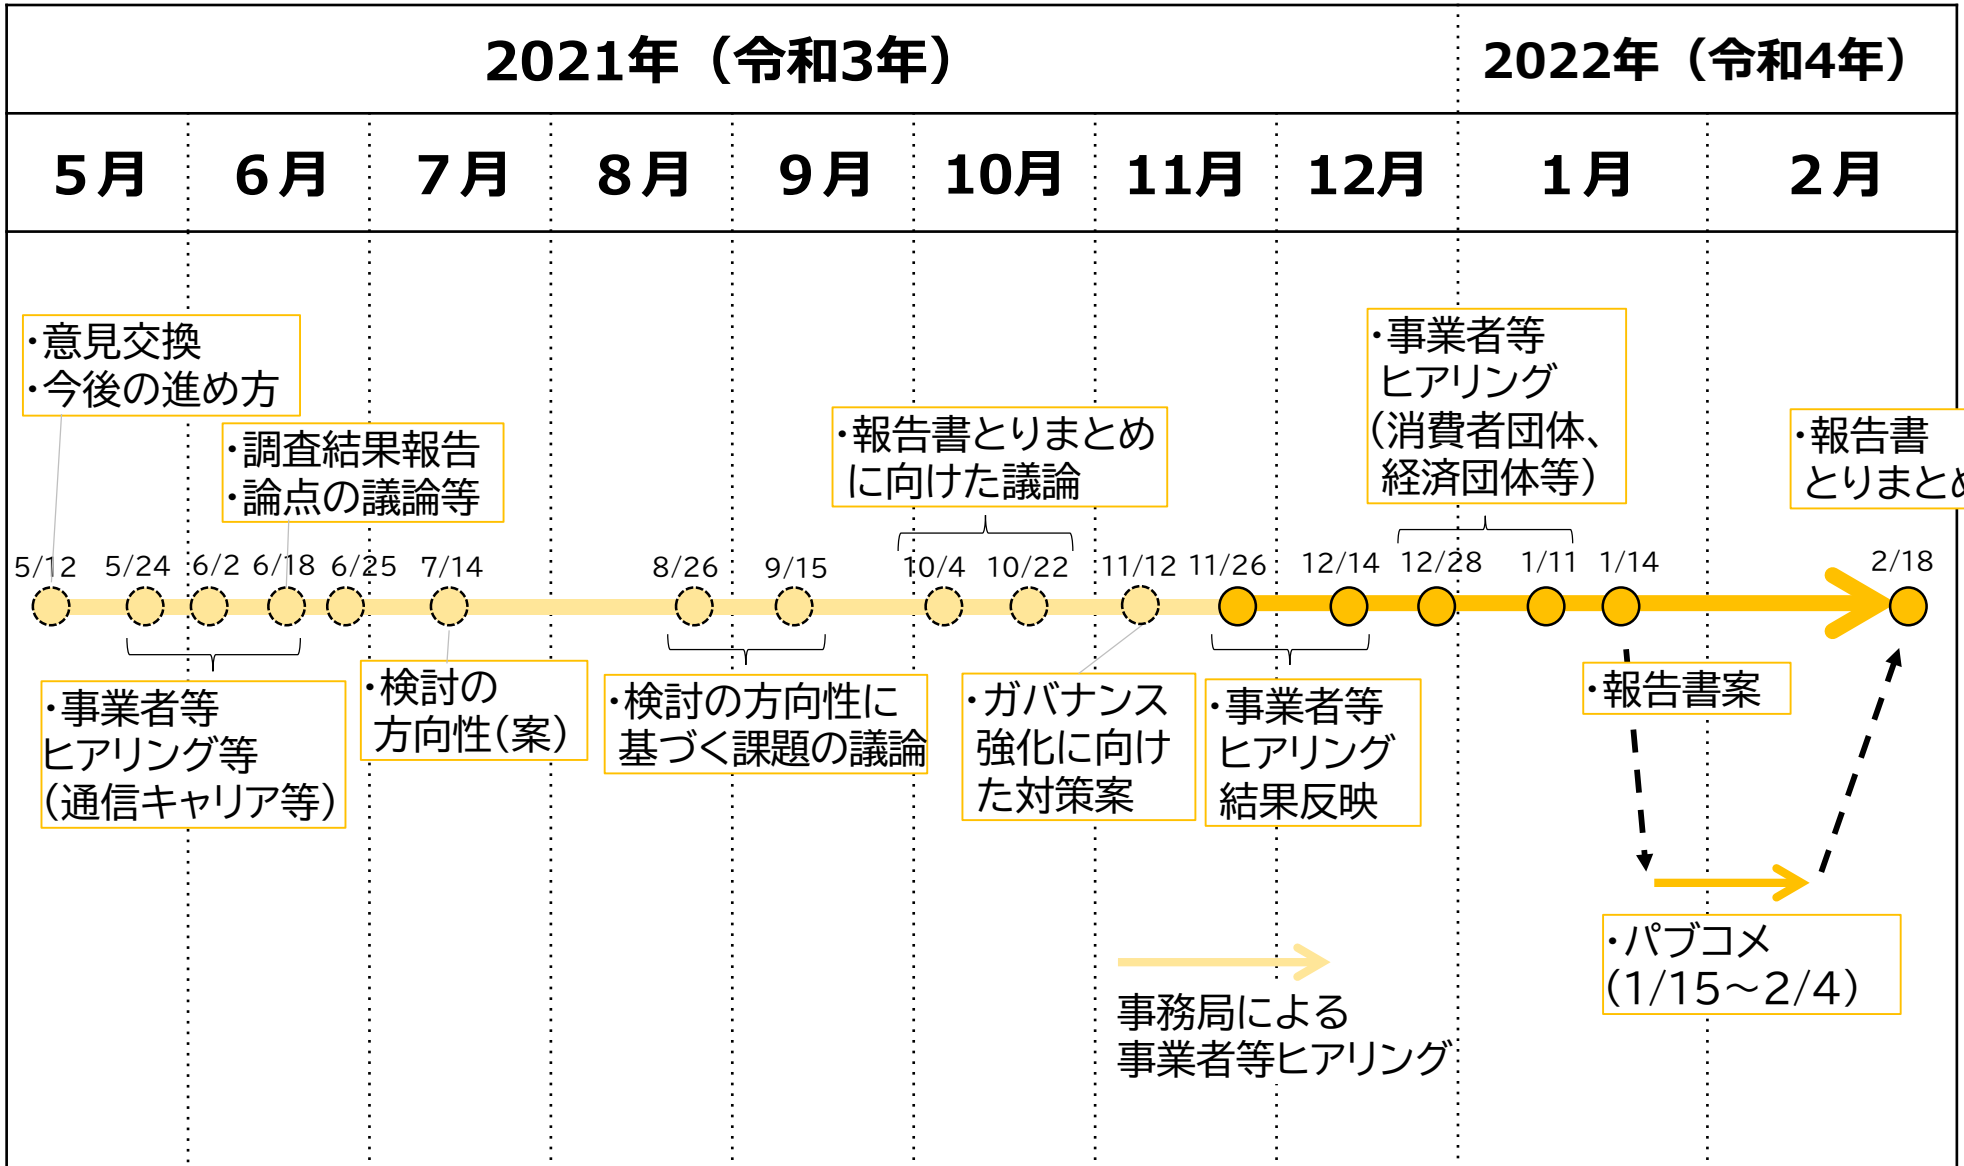 2021年（令和3年）
2022年（令和4年）
5月
6月
7月
8月
9月
10月
11月
12月
1月
2月
・意見交換
・今後の進め方
・調査結果報告
・論点の議論等
・報告書とりまとめ
に向けた議論
・事業者等
ヒアリング
（消費者団体、
経済団体等）
・報告書
とりまとめ
5/12
5/24
6/2
6/18
6/25
7/14
8/26
9/15
10/4
10/22
11/12
11/26
12/14
12/28
1/11
1/14
2/18
・事業者等
ヒアリング等
（通信キャリア等）
・検討の
方向性（案）
・検討の方向性に
基づく課題の議論
・ガバナンス
強化に向け
た対策案
・事業者等
ヒアリング
結果反映
・報告書案
・パブコメ
（1/15～2/4）
事務局による
事業者等ヒアリング